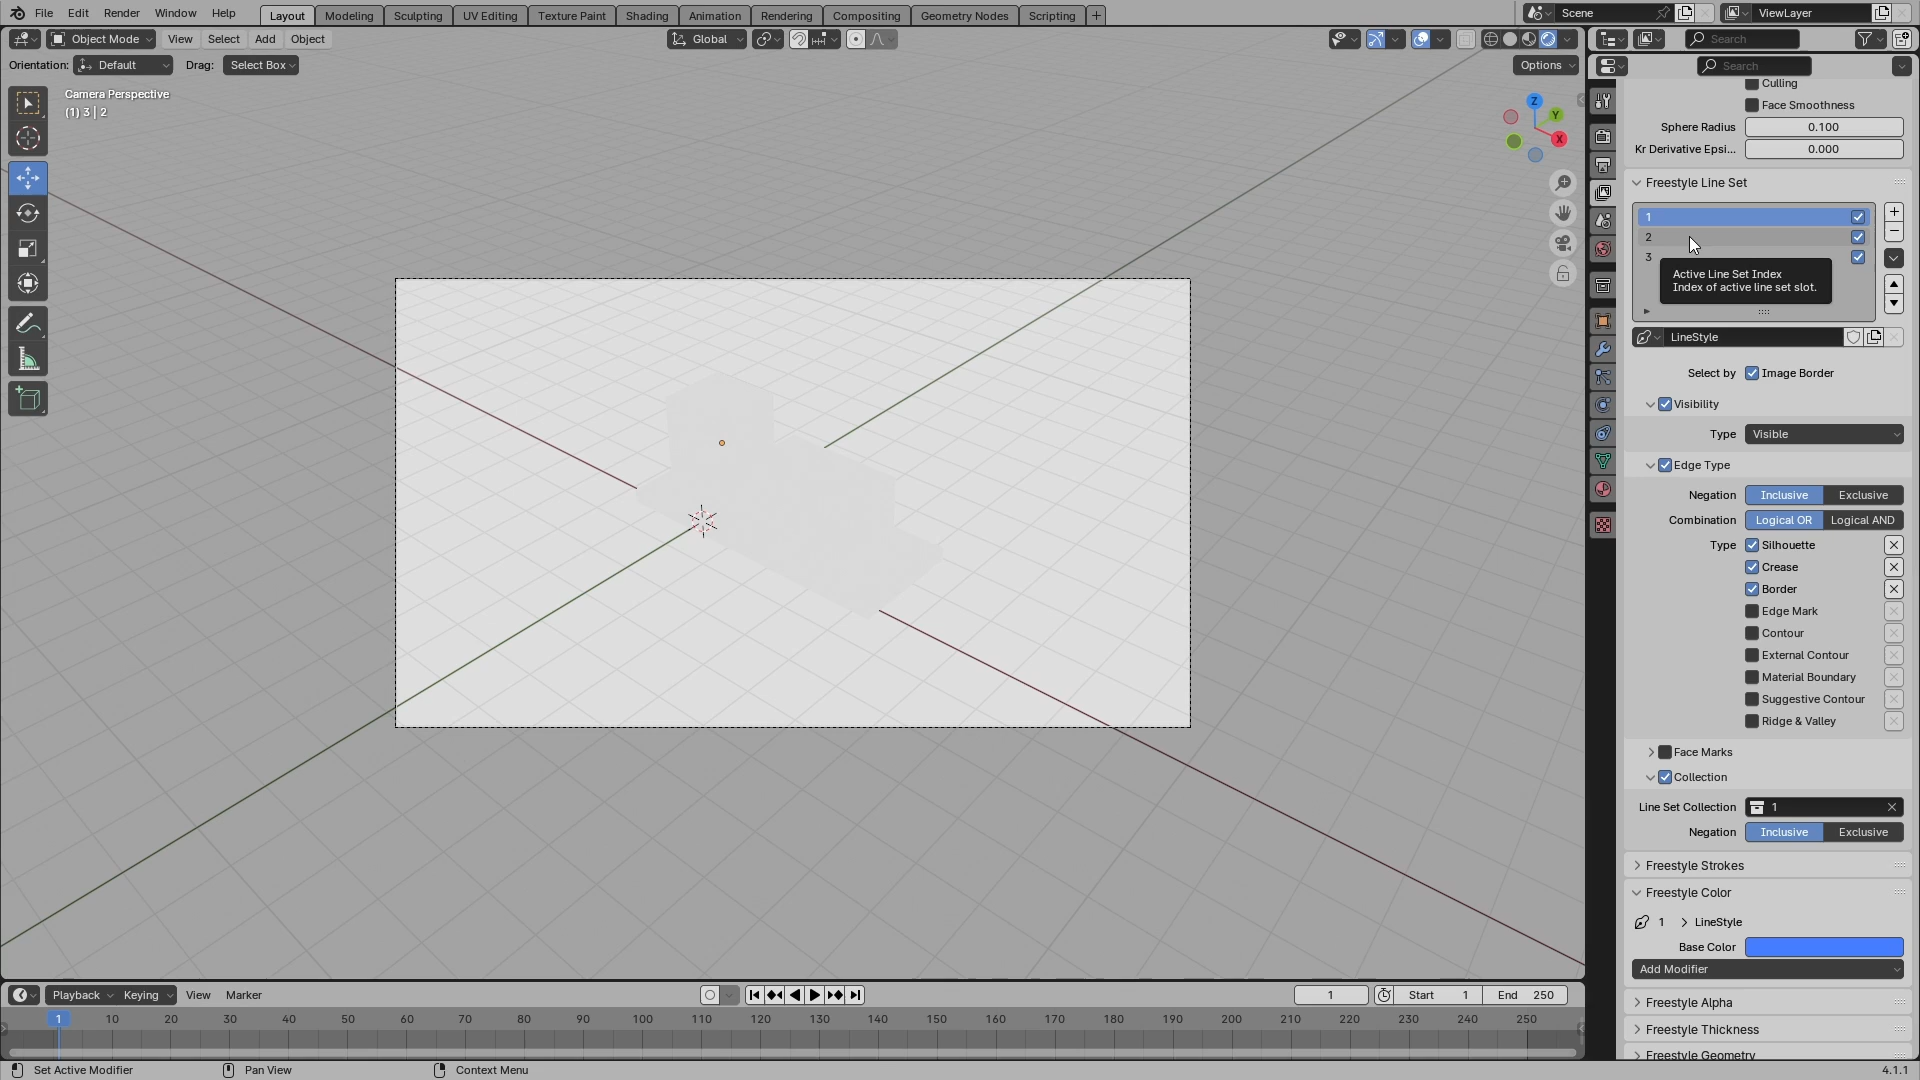 File Edit Render Window Help Layout Modeling Sculpting UV Editing Texture Paint Shading Animation Rendering Compositing Geometry Nodes Scripting + Scene ViewLayer
Object Mode View Select Add Object Global Search
Orientation: Default Drag: Select Box Options Search
Camera Perspective
(1) 3 | 2
Z
Y
X
Culling
Face Smoothness
Sphere Radius 0.100
Kr Derivative Epsi... 0.000
Freestyle Line Set
1
2
3
Active Line Set Index
Index of active line set slot.
LineStyle
Select by Image Border
Visibility
Type Visible
Edge Type
Negation Inclusive Exclusive
Combination Logical OR Logical AND
Type Silhouette
Crease
Border
Edge Mark
Contour
External Contour
Material Boundary
Suggestive Contour
Ridge & Valley
Face Marks
Collection
Line Set Collection 1
Negation Inclusive Exclusive
Freestyle Strokes
Freestyle Color
1 LineStyle
Base Color
Add Modifier
Freestyle Alpha
Freestyle Thickness
Freestyle Geometry
Playback Keying View Marker 1 Start 1 End 250
1 10 20 30 40 50 60 70 80 90 100 110 120 130 140 150 160 170 180 190 200 210 220 230 240 250
Set Active Modifier Pan View Context Menu 4.1.1